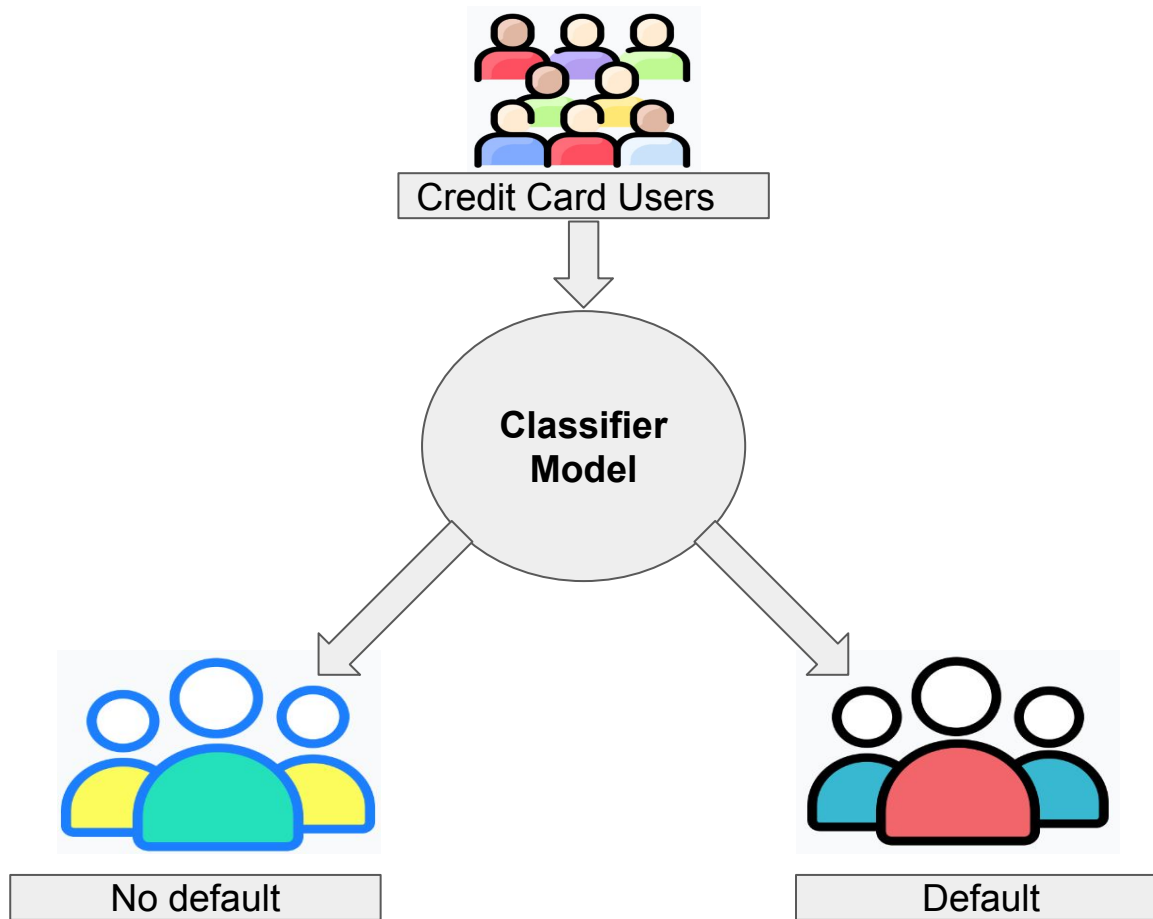 Credit Card Users
Classifier
Model
No default
Default